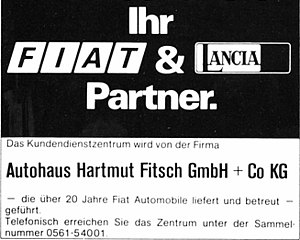 Ihr
FIAT & LANCIA
Partner.
Das Kundendienstzentrum wird von der Firma
Autohaus Hartmut Fitsch GmbH + Co KG
— die über 20 Jahre Fiat Automobile liefert und betreut —
geführt.
Telefonisch erreichen Sie das Zentrum unter der Sammel-
nummer 0561-54001.